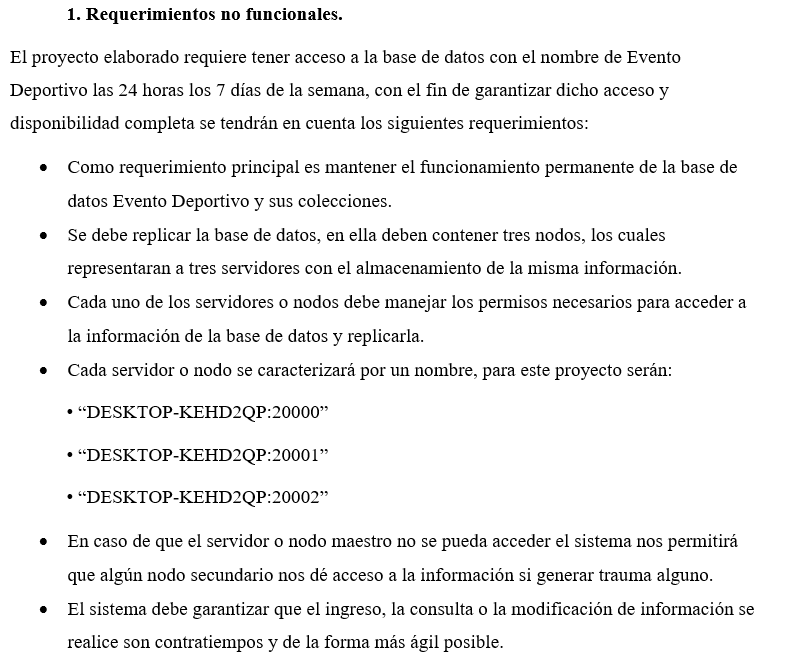 1. Requerimientos no funcionales.
El proyecto elaborado requiere tener acceso a la base de datos con el nombre de Evento
Deportivo las 24 horas los 7 días de la semana, con el fin de garantizar dicho acceso y
disponibilidad completa se tendrán en cuenta los siguientes requerimientos:
• Como requerimiento principal es mantener el funcionamiento permanente de la base de
datos Evento Deportivo y sus colecciones.
• Se debe replicar la base de datos, en ella deben contener tres nodos, los cuales
representaran a tres servidores con el almacenamiento de la misma información.
• Cada uno de los servidores o nodos debe manejar los permisos necesarios para acceder a
la información de la base de datos y replicarla.
• Cada servidor o nodo se caracterizará por un nombre, para este proyecto serán:
• “DESKTOP-KEHD2QP:20000”
• “DESKTOP-KEHD2QP:20001”
• “DESKTOP-KEHD2QP:20002”
• En caso de que el servidor o nodo maestro no se pueda acceder el sistema nos permitirá
que algún nodo secundario nos dé acceso a la información si generar trauma alguno.
• El sistema debe garantizar que el ingreso, la consulta o la modificación de información se
realice son contratiempos y de la forma más ágil posible.